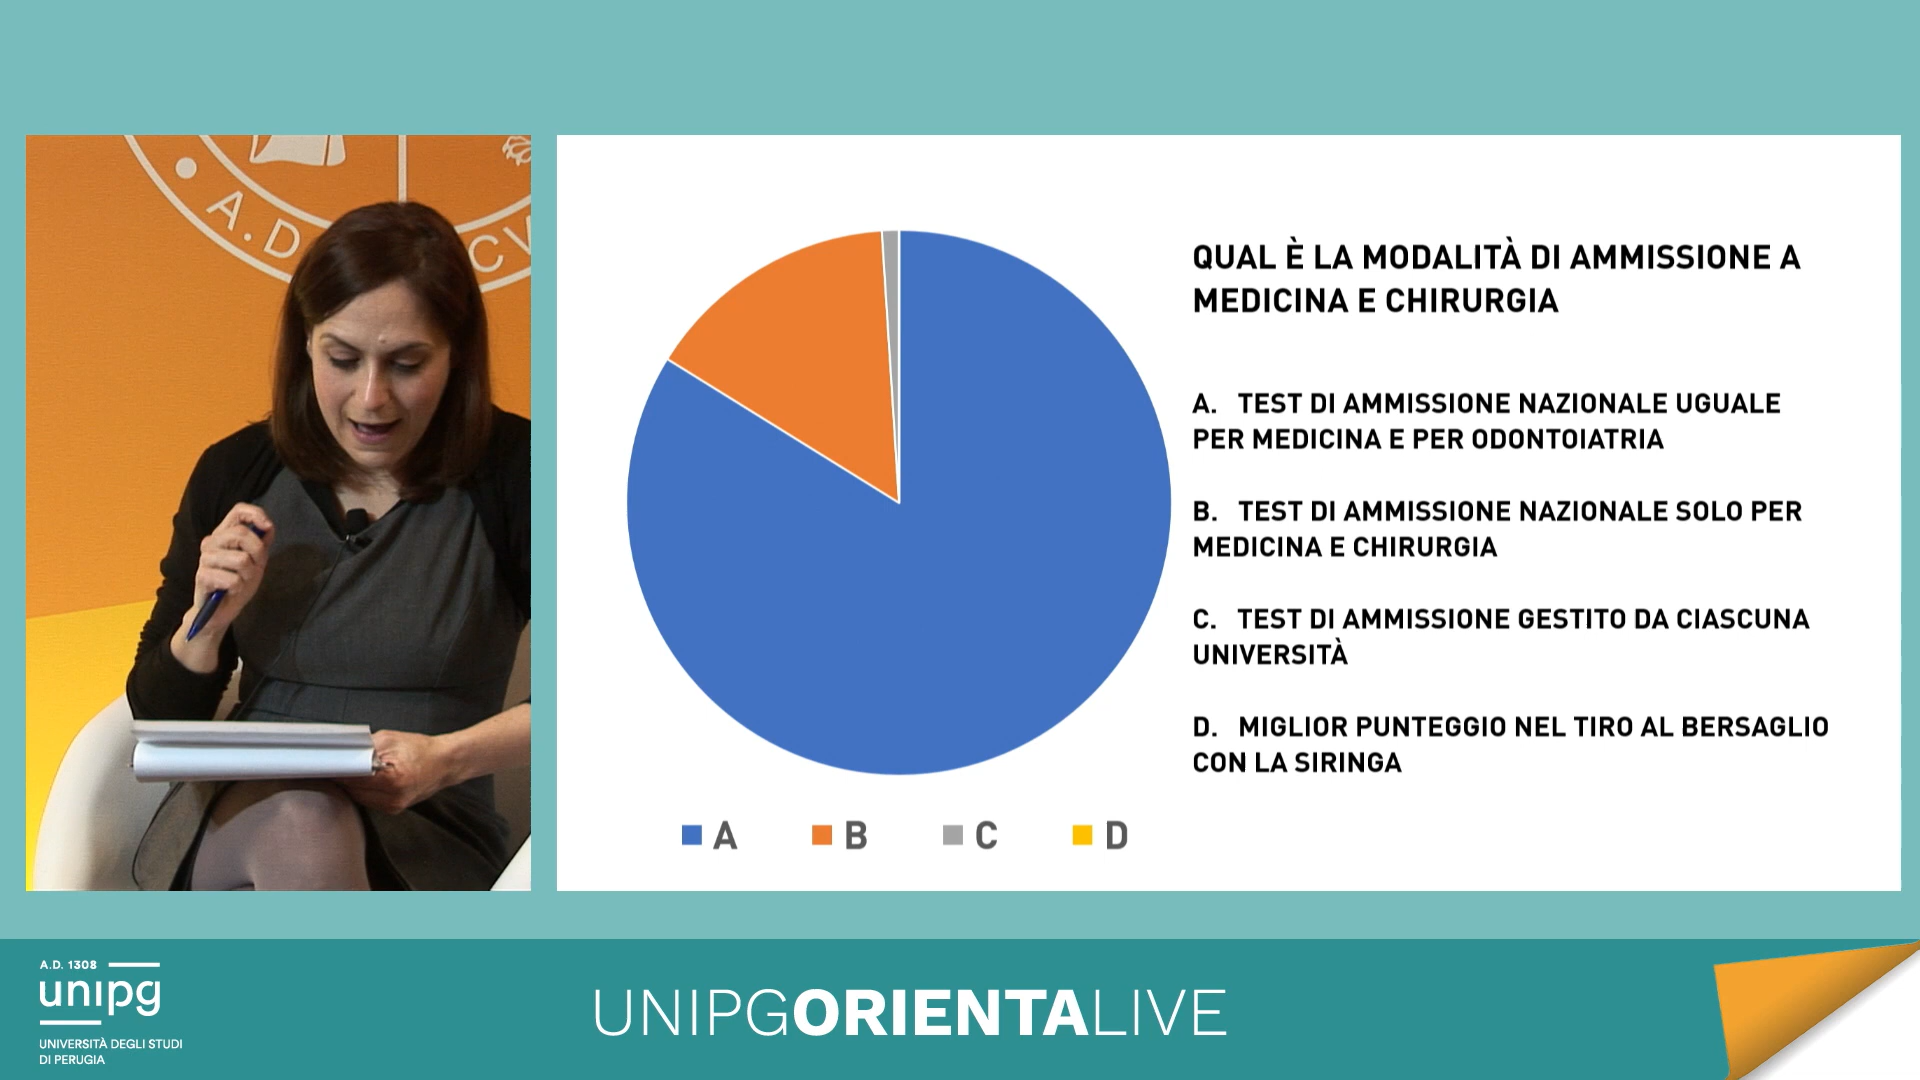 A.D.
CV
QUAL È LA MODALITÀ DI AMMISSIONE A
MEDICINA E CHIRURGIA
A. TEST DI AMMISSIONE NAZIONALE UGUALE
PER MEDICINA E PER ODONTOIATRIA
B. TEST DI AMMISSIONE NAZIONALE SOLO PER
MEDICINA E CHIRURGIA
C. TEST DI AMMISSIONE GESTITO DA CIASCUNA
UNIVERSITÀ
D. MIGLIOR PUNTEGGIO NEL TIRO AL BERSAGLIO
CON LA SIRINGA
A B C D
A.D. 1308
unipg
UNIVERSITÀ DEGLI STUDI
DI PERUGIA
UNIPGORIENTALIVE